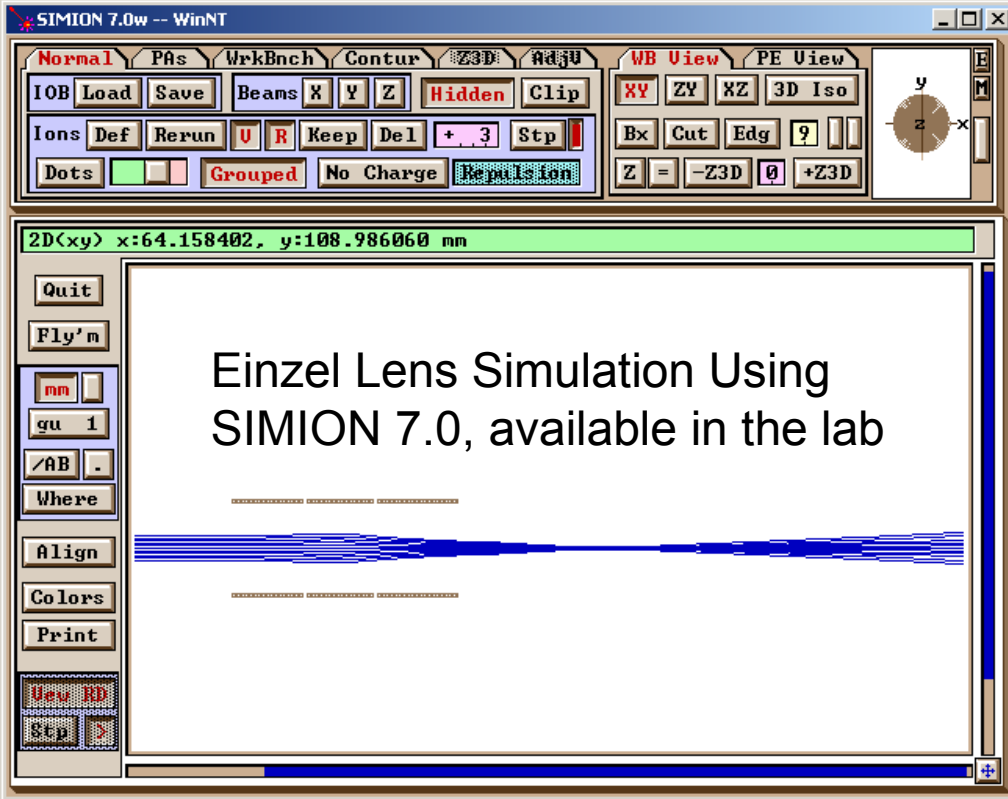 SIMION 7.0w -- WinNT
Normal PAs WrkBnch Contur Z3D AdjV WB View PE View
IOB Load Save Beams X Y Z Hidden Clip XY ZY XZ 3D Iso
Ions Def Rerun V R Keep Del + 3 Stp Bx Cut Edg 9
Dots Grouped No Charge Repulsion Z = -Z3D 0 +Z3D
y
z x
E
M
2D(xy) x:64.158402, y:108.986060 mm
Quit
Fly'm
mm
gu 1
/AB .
Where
Align
Colors
Print
Vew RD
Stp >
Einzel Lens Simulation Using
SIMION 7.0, available in the lab